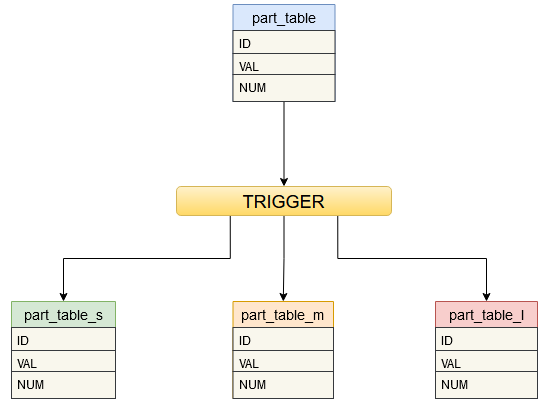 part_table
ID
VAL
NUM
TRIGGER
part_table_s
ID
VAL
NUM
part_table_m
ID
VAL
NUM
part_table_l
ID
VAL
NUM